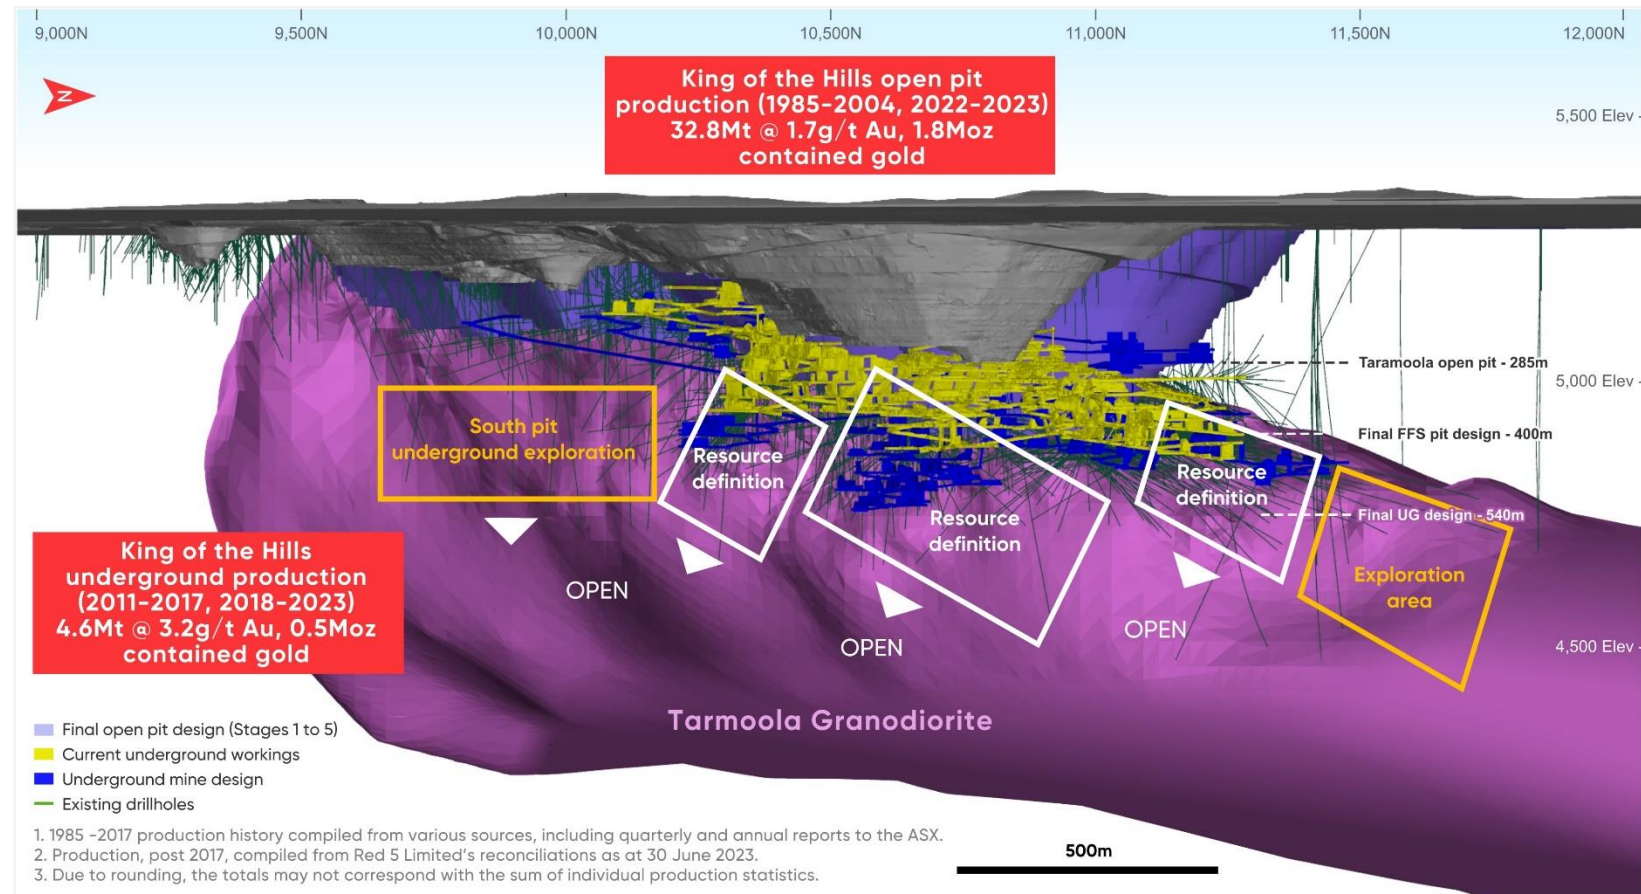 9,000N
9,500N
10,000N
10,500N
11,000N
11,500N
12,000N
N
King of the Hills open pit
production (1985-2004, 2022-2023)
32.8Mt @ 1.7g/t Au, 1.8Moz
contained gold
5,500 Elev
Taramoola open pit - 285m
5,000 Elev
Final FFS pit design - 400m
South pit
underground exploration
Resource
definition
Resource
definition
Resource
definition
Final UG design - 540m
Exploration
area
King of the Hills
underground production
(2011-2017, 2018-2023)
4.6Mt @ 3.2g/t Au, 0.5Moz
contained gold
OPEN
OPEN
OPEN
4,500 Elev
Tarmoola Granodiorite
Final open pit design (Stages 1 to 5)
Current underground workings
Underground mine design
Existing drillholes
1. 1985 -2017 production history compiled from various sources, including quarterly and annual reports to the ASX.
2. Production, post 2017, compiled from Red 5 Limited's reconciliations as at 30 June 2023.
3. Due to rounding, the totals may not correspond with the sum of individual production statistics.
500m